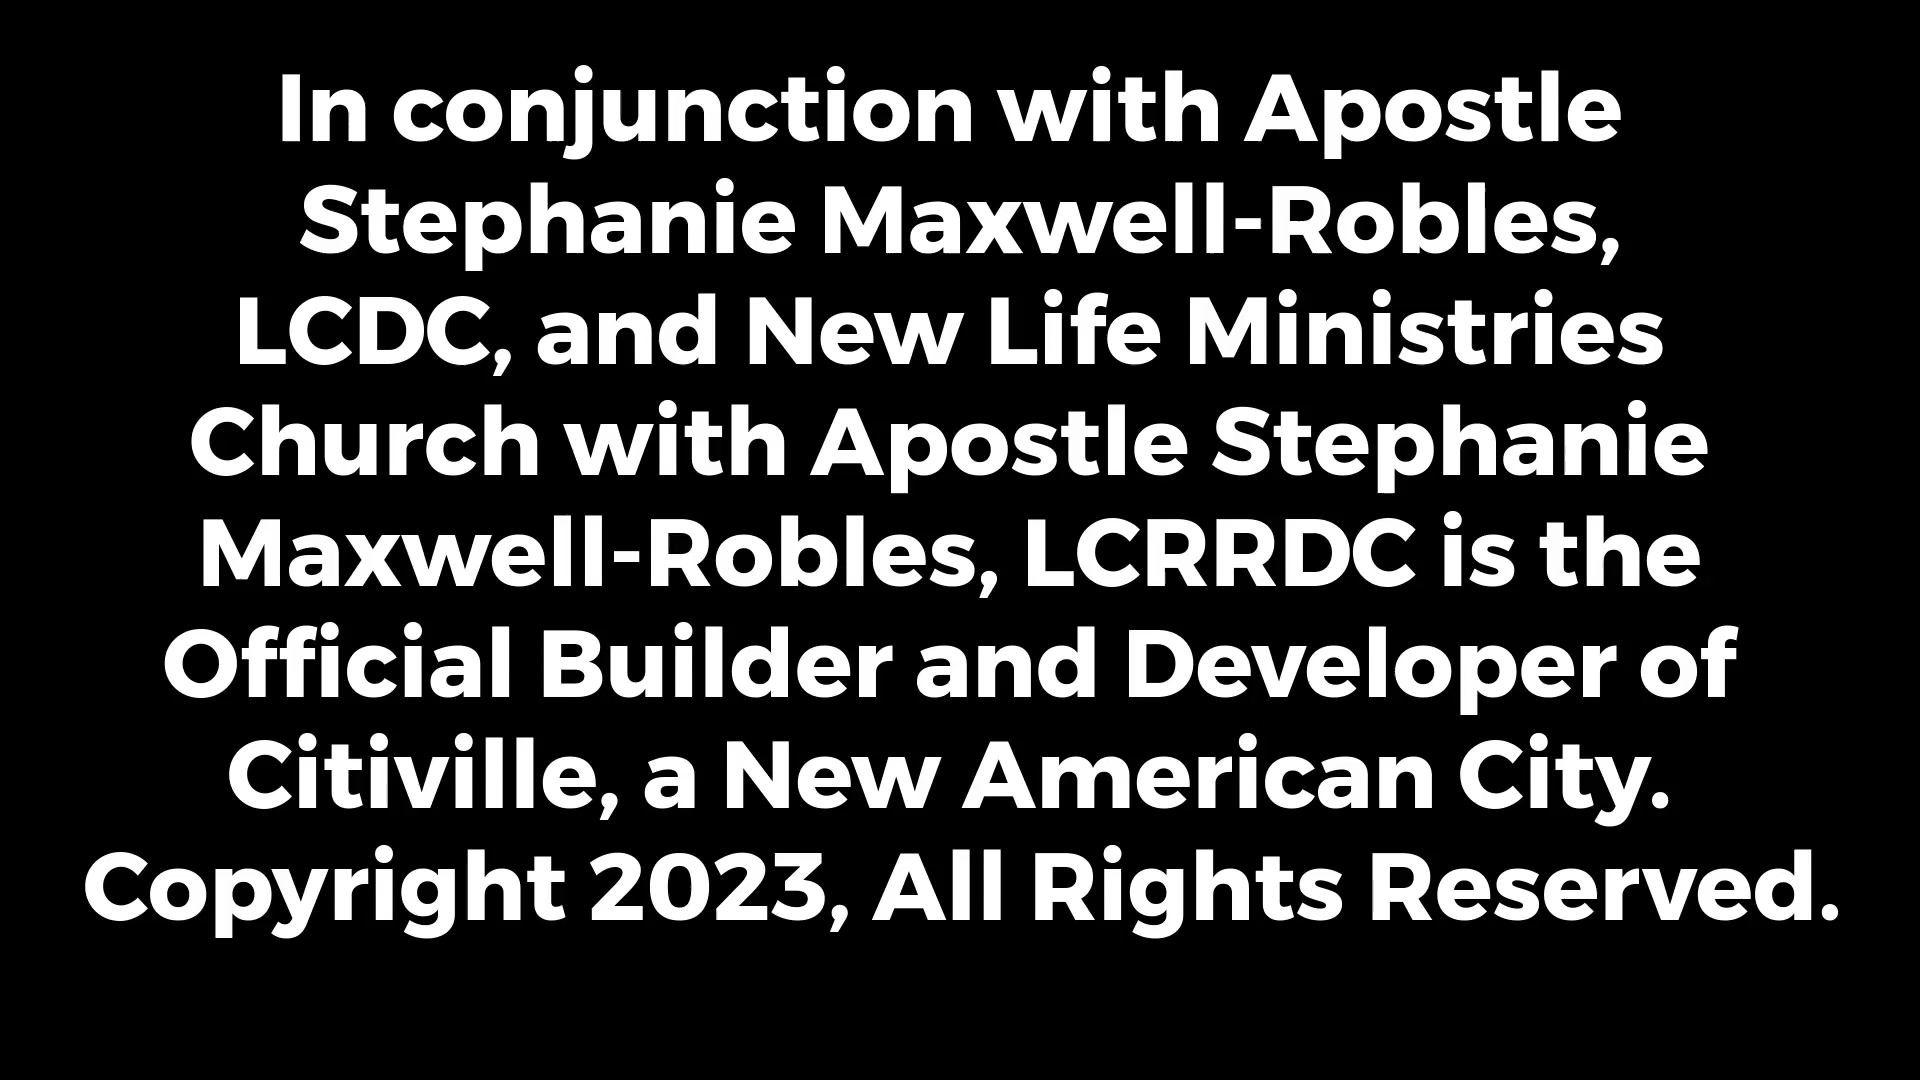 In conjunction with Apostle
Stephanie Maxwell-Robles,
LCDC, and New Life Ministries
Church with Apostle Stephanie
Maxwell-Robles, LCRRDC is the
Official Builder and Developer of
Citiville, a New American City.
Copyright 2023, All Rights Reserved.